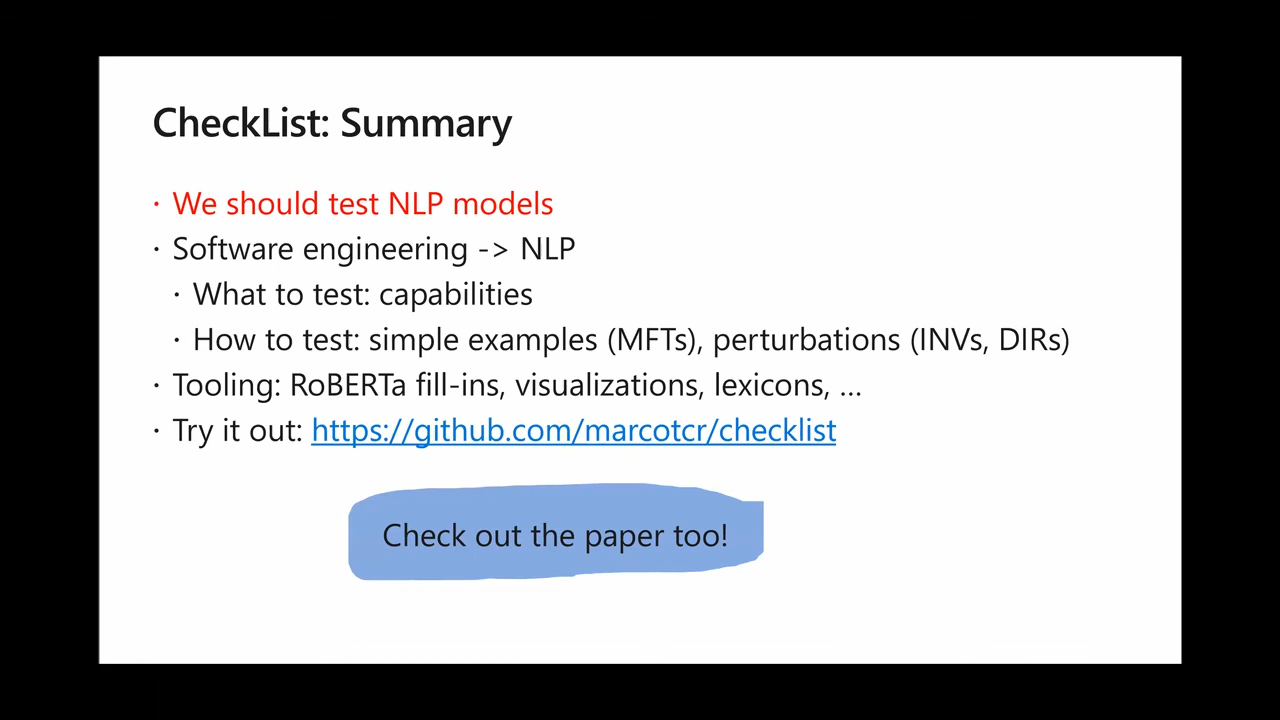 CheckList: Summary
· We should test NLP models
· Software engineering -> NLP
· What to test: capabilities
· How to test: simple examples (MFTs), perturbations (INVs, DIRs)
· Tooling: RoBERTa fill-ins, visualizations, lexicons, ...
· Try it out: https://github.com/marcotcr/checklist
Check out the paper too!